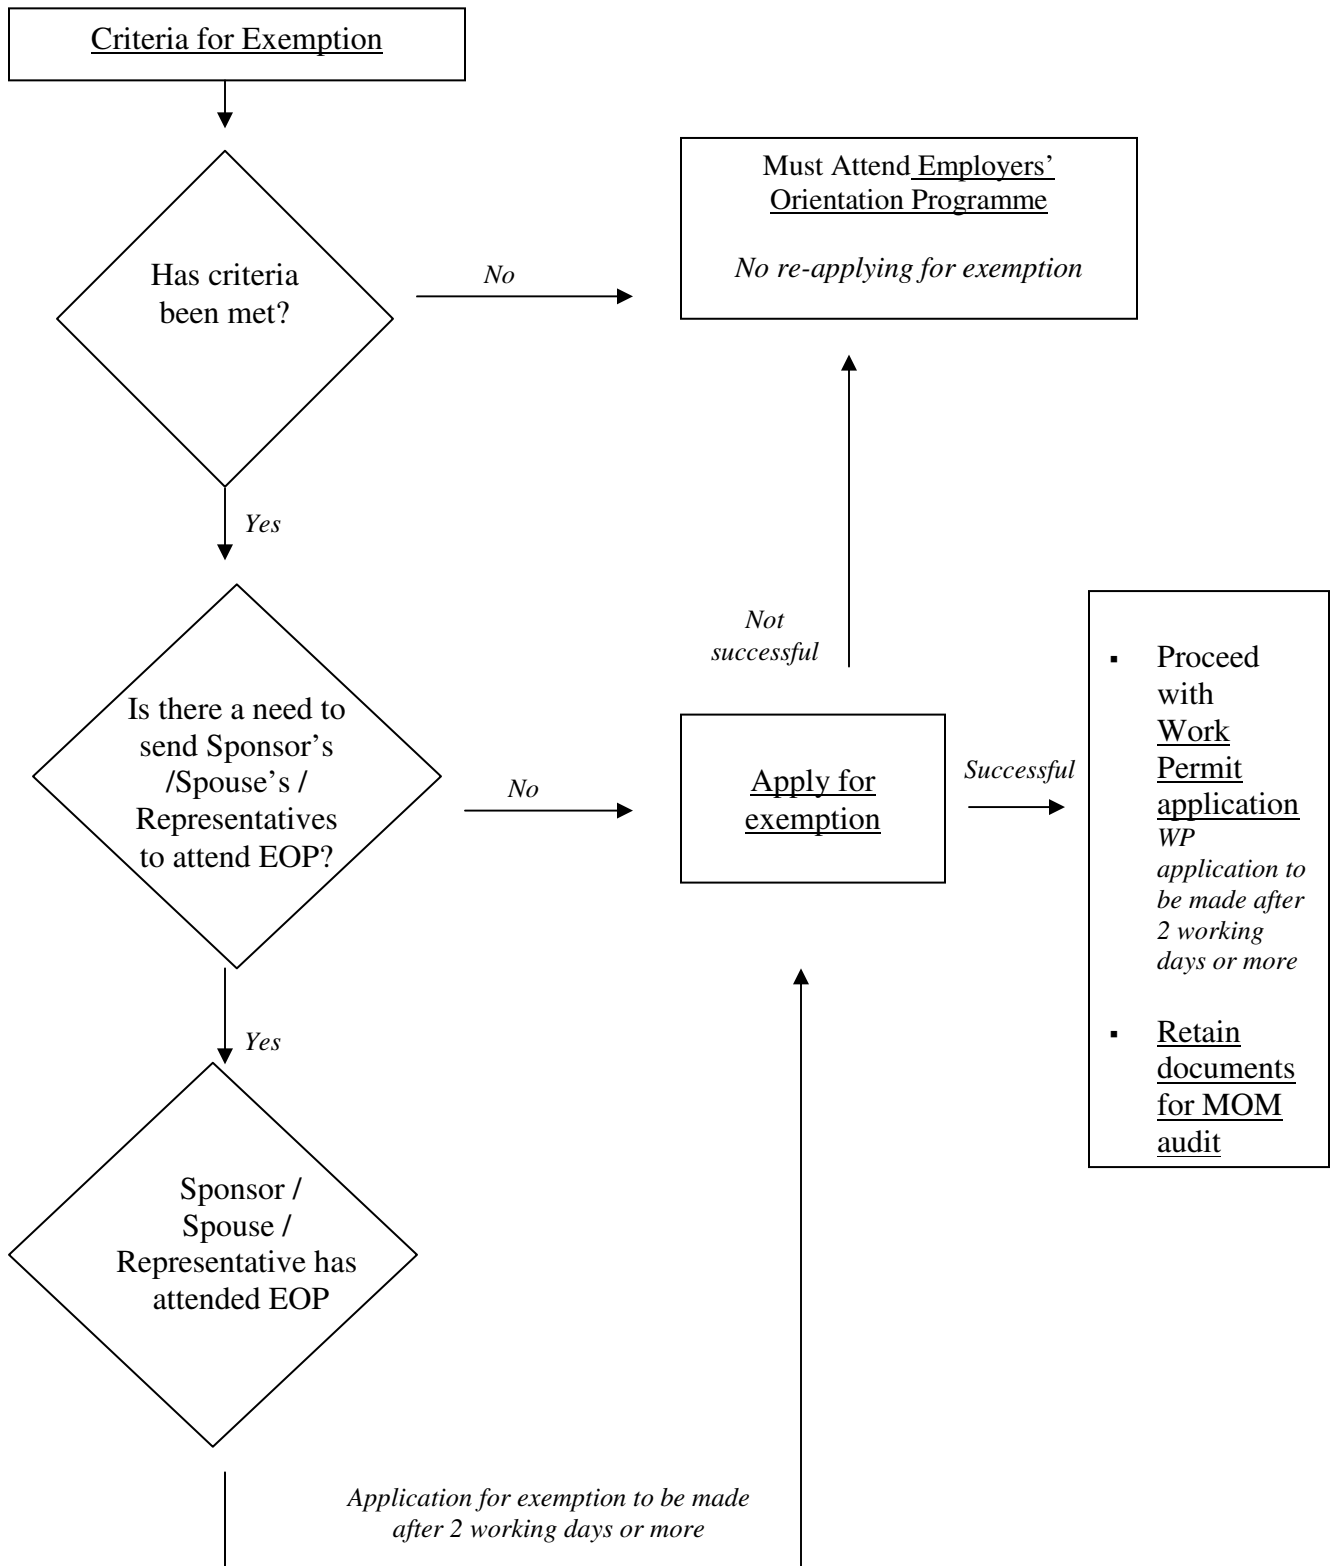 Criteria for Exemption
Has criteria
been met?
No
Must Attend Employers’
Orientation Programme
No re-applying for exemption
Yes
Is there a need to
send Sponsor’s
/Spouse’s /
Representatives
to attend EOP?
No
Not
successful
Apply for
exemption
Successful
▪ Proceed
with
Work
Permit
application
WP
application to
be made after
2 working
days or more
▪ Retain
documents
for MOM
audit
Yes
Sponsor /
Spouse /
Representative has
attended EOP
Application for exemption to be made
after 2 working days or more